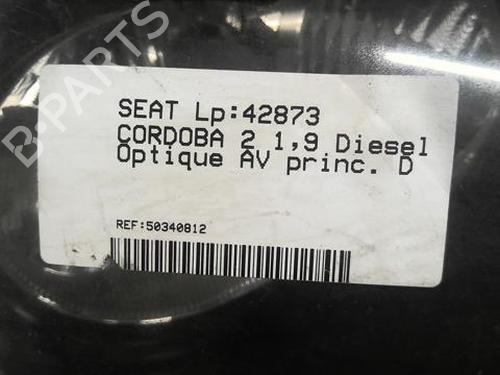 B-PARTS
SEAT Lp:42873
CORDOBA 2 1,9 Diesel
Optique AV princ. D
REF:50340812